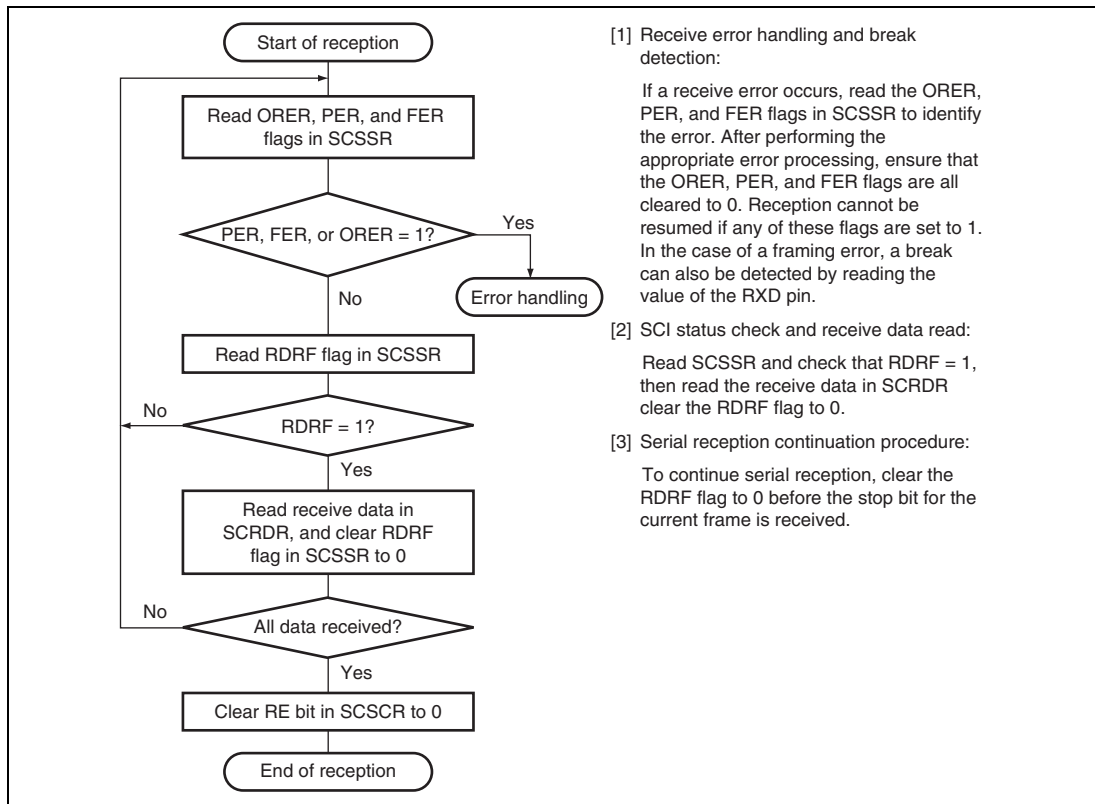 Start of reception
Read ORER, PER, and FER
flags in SCSSR
PER, FER, or ORER = 1?
Yes
Error handling
No
Read RDRF flag in SCSSR
No
RDRF = 1?
Yes
Read receive data in
SCRDR, and clear RDRF
flag in SCSSR to 0
No
All data received?
Yes
Clear RE bit in SCSCR to 0
End of reception
[1] Receive error handling and break
detection:
If a receive error occurs, read the ORER,
PER, and FER flags in SCSSR to identify
the error. After performing the
appropriate error processing, ensure that
the ORER, PER, and FER flags are all
cleared to 0. Reception cannot be
resumed if any of these flags are set to 1.
In the case of a framing error, a break
can also be detected by reading the
value of the RXD pin.
[2] SCI status check and receive data read:
Read SCSSR and check that RDRF = 1,
then read the receive data in SCRDR
clear the RDRF flag to 0.
[3] Serial reception continuation procedure:
To continue serial reception, clear the
RDRF flag to 0 before the stop bit for the
current frame is received.